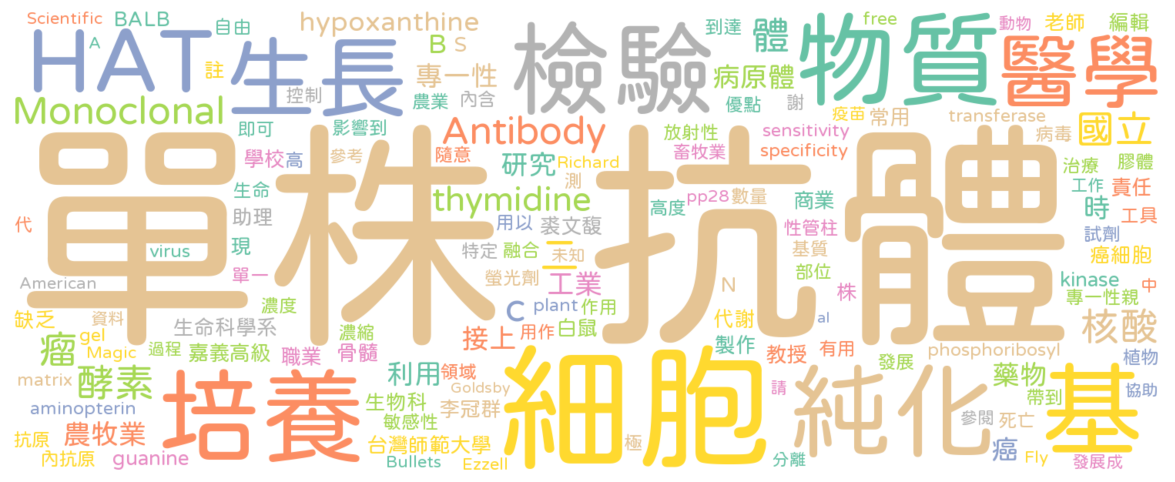 Scientific BALB 自由 hypoxanthine 到達 體 free 動物 老師 編輯
HAT A 註 生長 B S 檢驗 物質 醫學
控制 專一性 農業 內含 病原體 優點 謝 疫苗 常用 transferase 國立
Monoclonal 即可 影響到 Antibody 放射性 sensitivity 病毒
學校 高 參考 隨意 研究 Richard 畜牧業 specificity 治療 膠體
單株抗體
生命 助理 thymidine 測 pp28 數量 商業 工作 責任
代 virus 現 用以 裘文馥 高度 性管柱 時 工具
單一 特定 融合 未知 二 基質 試劑 癌細胞
American 濃度 螢光劑 工業 N 部位 株 kinase 中 專一性親
缺乏 資料 生命科學系 濃縮 C plant 作用 代謝 al 核酸
gel Magic 過程 嘉義高級 職業 骨髓 接上 用作 白鼠 製作 教授 有用 發展 phosphoribosyl 植物
瘤 matrix 酵素 利用 領域 Goldsby 請 藥物 帶到 協助
aminopterin 培養 生物科 李冠群 細胞 純化 參閱 死亡 基
抗原 農牧業 敏感性 台灣師範大學 極 癌
內抗原 guanine Bullets Ezzell 分離 Fly 發展成